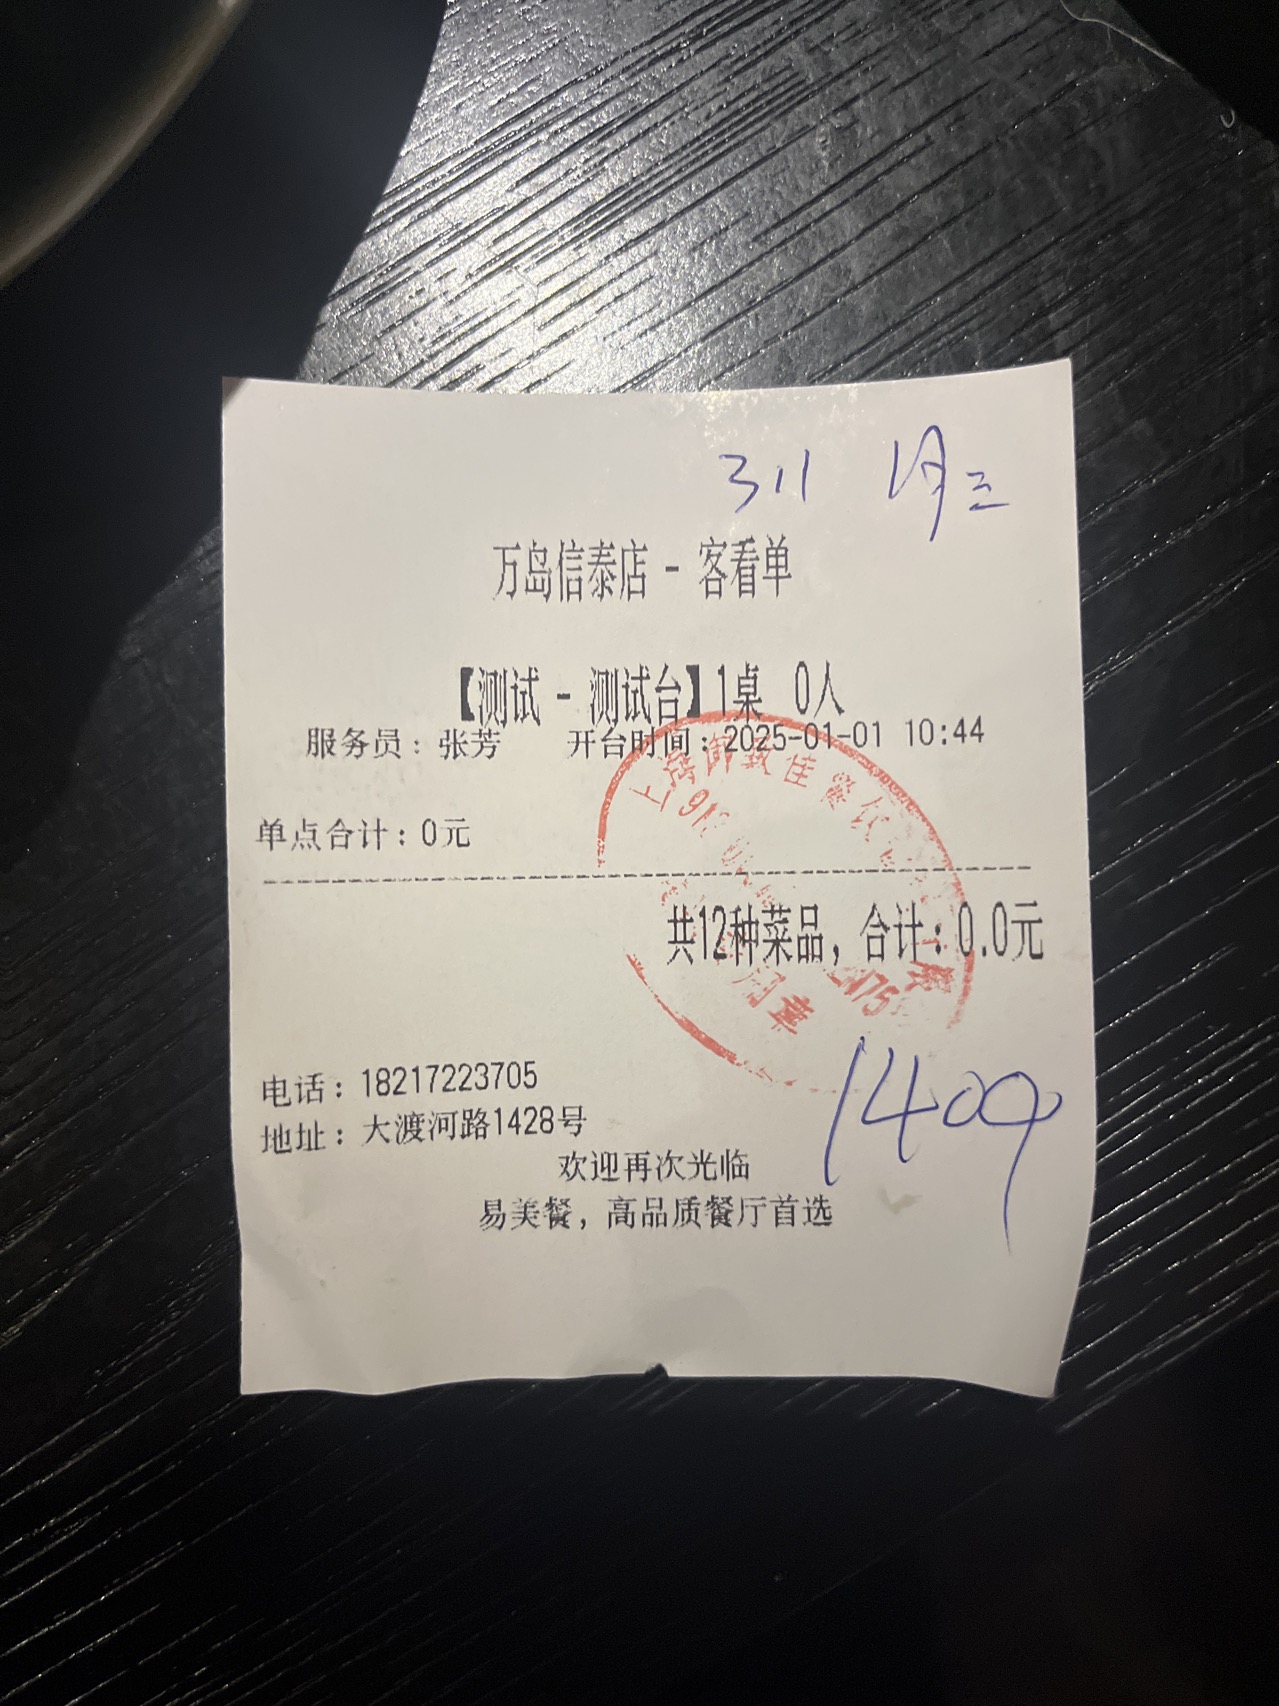 311
万岛信泰店 - 客看单
【测试 - 测试台】1桌 0人
服务员: 张芳 开台时间: 2025-01-01 10:44
单点合计: 0元
共12种菜品, 合计: 0.0元
用章
1409
电话: 18217223705
地址: 大渡河路1428号
欢迎再次光临
易美餐, 高品质餐厅首选